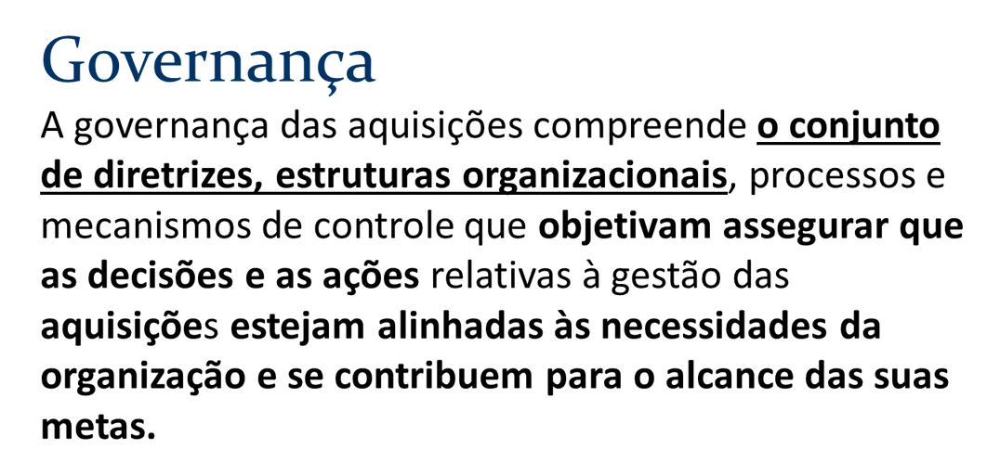 Governança
A governança das aquisições compreende o conjunto
de diretrizes, estruturas organizacionais, processos e
mecanismos de controle que objetivam assegurar que
as decisões e as ações relativas à gestão das
aquisições estejam alinhadas às necessidades da
organização e se contribuem para o alcance das suas
metas.